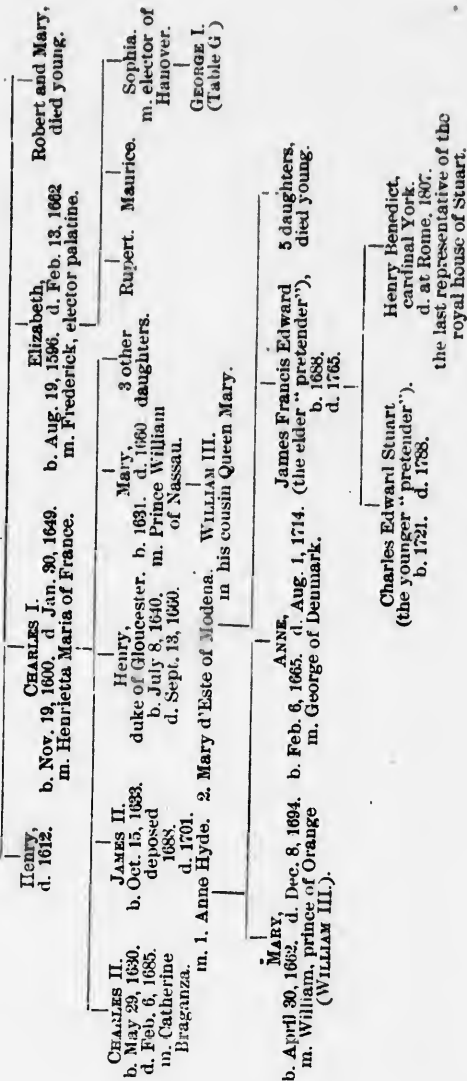 Henry,
d. 1612.
CHARLES I.
b. Nov. 19, 1600. d Jan. 30, 1649.
m. Henrietta Maria of France.
Elizabeth,
b. Aug. 19, 1596. d. Feb. 13, 1662
m. Frederick, elector palatine.
Robert and Mary,
died young.
CHARLES II.
b. May 29, 1630.
d. Feb. 6, 1685.
m. Catherine
Braganza.
JAMES II.
b. Oct. 15, 1633.
deposed
1688.
d. 1701.
Henry,
duke of Gloucester.
b. July 8, 1640.
d. Sept. 13, 1660.
Mary,
b. 1631. d. 1660
m. Prince William
of Nassau.
3 other
daughters.
Rupert.
Maurice.
Sophia.
m. elector of
Hanover.
GEORGE I.
(Table G)
m. 1. Anne Hyde. 2. Mary d'Este of Modena.
WILLIAM III.
m his cousin Queen Mary.
MARY,
b. April 30, 1662. d. Dec. 8, 1694.
m. William, prince of Orange
(WILLIAM III.).
ANNE,
b. Feb. 6, 1665. d. Aug. 1, 1714.
m. George of Denmark.
James Francis Edward
(the elder "pretender"),
b. 1688.
d. 1765.
5 daughters,
died young.
Charles Edward Stuart
(the younger "pretender").
b. 1721. d. 1788.
Henry Benedict,
cardinal York.
d. at Rome, 1807.
the last representative of the
royal house of Stuart.